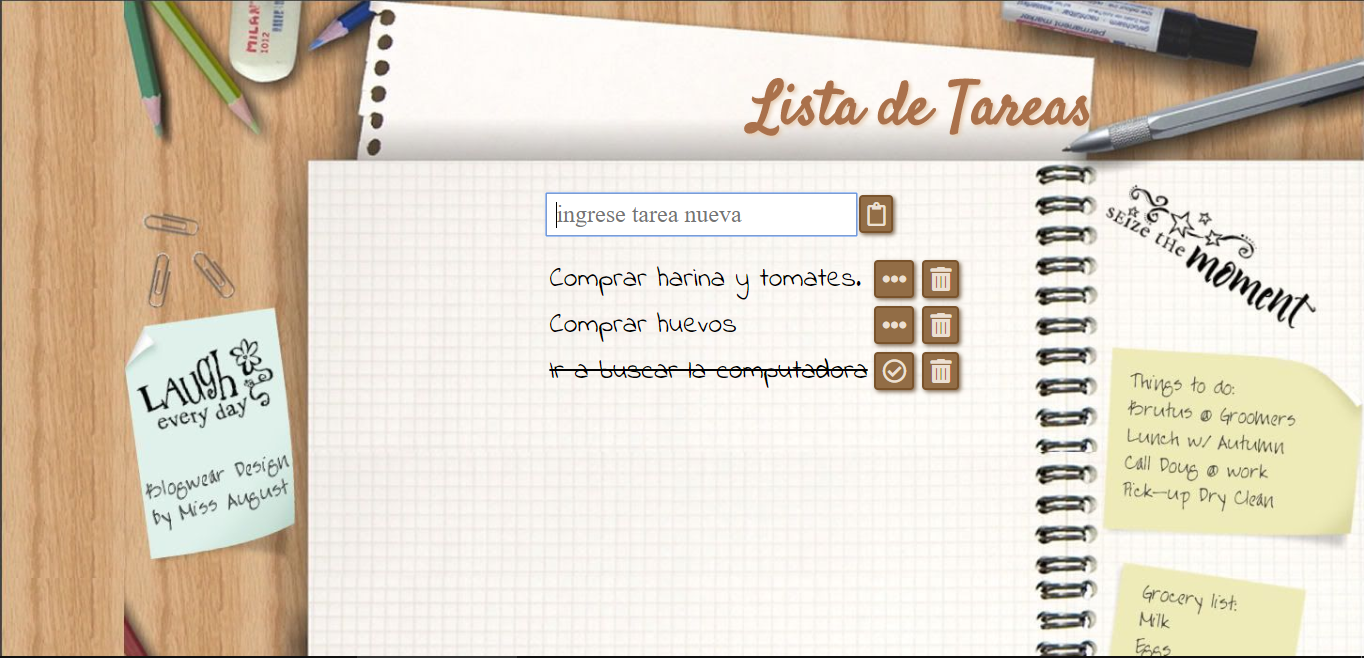 MILAN
1012
permanent marker
Lista de Tareas
ingrese tarea nueva
Comprar harina y tomates.
Comprar huevos
Ir a buscar la computadora
seize the
moment
Laugh
every day
Blogwear Design
by Miss August
Things to do:
Brutus @ Groomers
Lunch w/ Autumn
Call Doug @ work
Pick-up Dry Clean
Grocery list:
Milk
Eggs